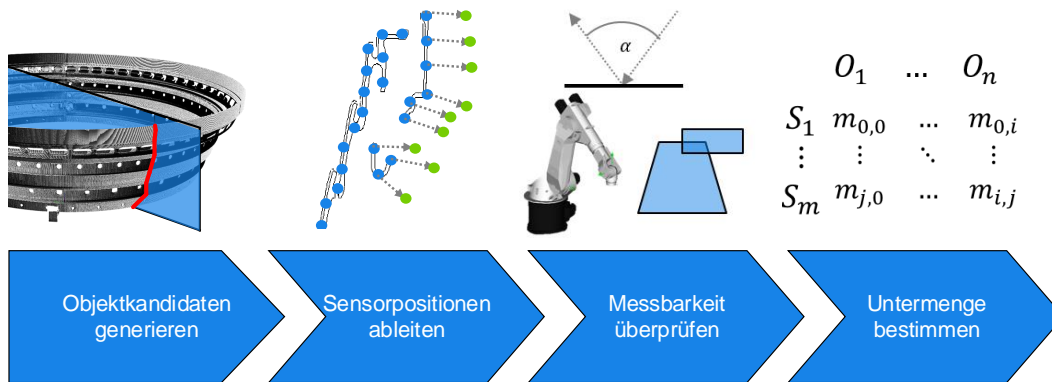 α
O₁ ... Oₙ
S₁ m₀,₀ ... m₀,ᵢ
⋮ ⋮ ⋱ ⋮
Sₘ mⱼ,₀ ... mᵢ,ⱼ
Objektkandidaten
generieren
Sensorpositionen
ableiten
Messbarkeit
überprüfen
Untermenge
bestimmen